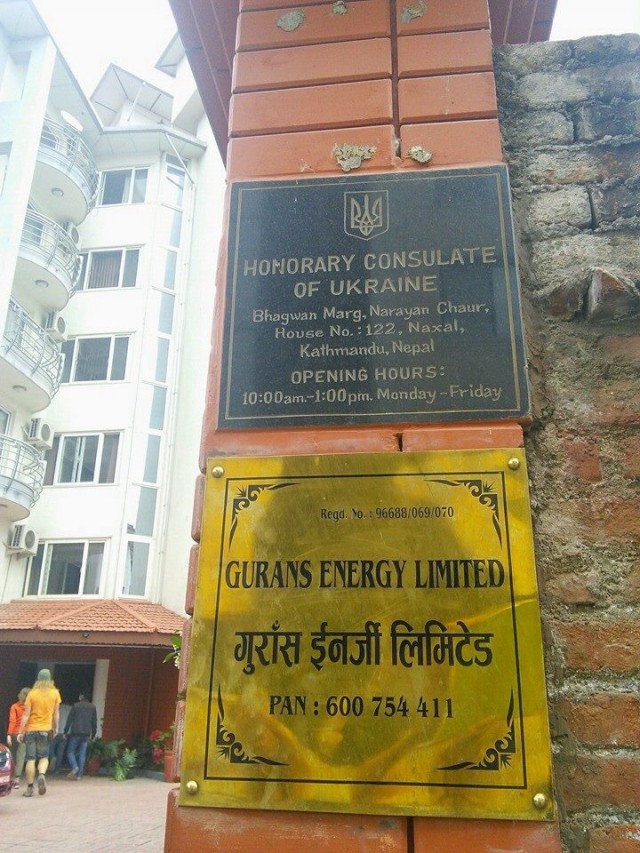 HONORARY CONSULATE
OF UKRAINE
Bhagwan Marg, Narayan Chaur,
House No.: 122, Naxal,
Kathmandu, Nepal
OPENING HOURS:
10:00am.-1:00pm. Monday-Friday
Regd. No. : 96688/069/070
GURANS ENERGY LIMITED
गुराँस ईनर्जी लिमिटेड
PAN : 600 754 411